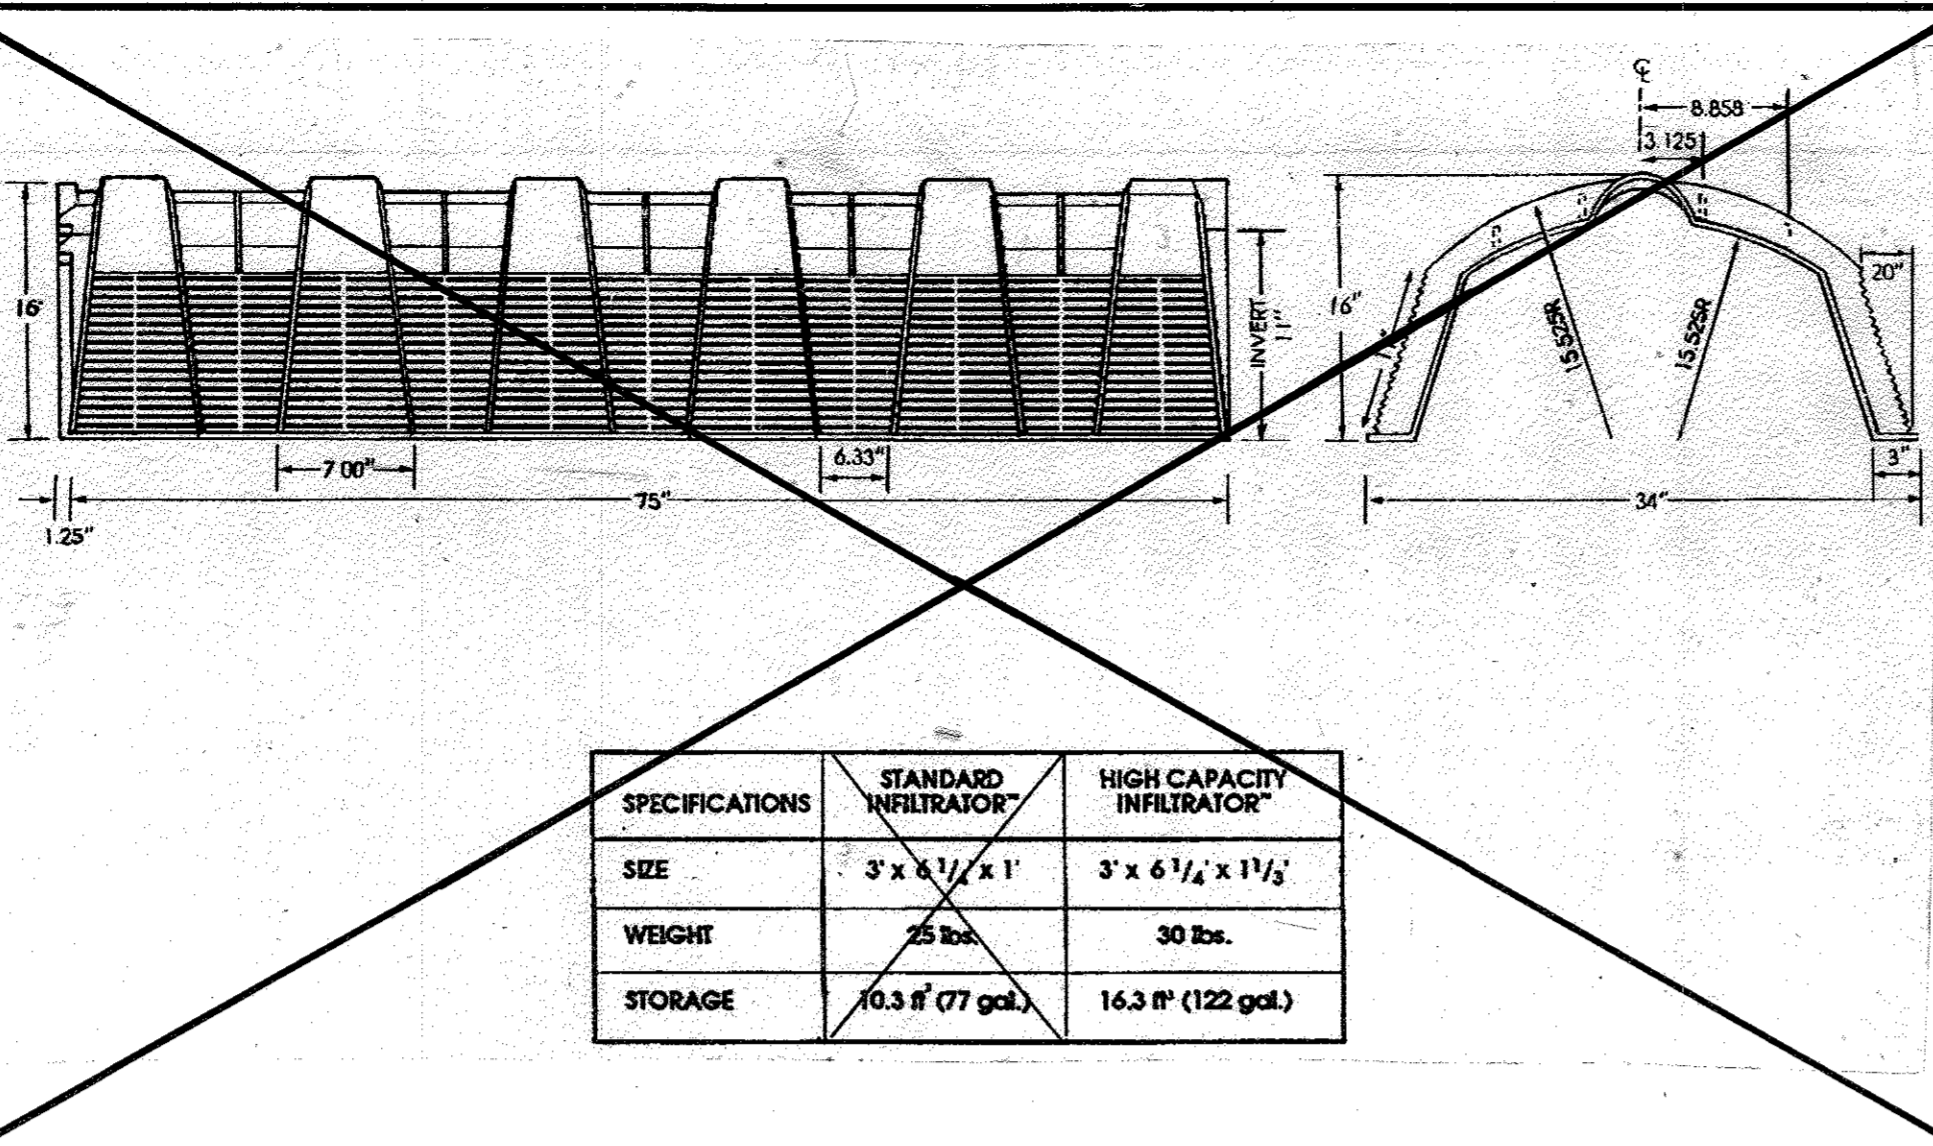 ℄
8.858
3.125
16"
INVERT
11"
16"
15.525R
15.525R
20"
7.00"
6.33"
3"
75"
34"
1.25"
SPECIFICATIONS STANDARD INFILTRATOR™ HIGH CAPACITY INFILTRATOR™
SIZE 3' x 6 1/4' x 1' 3' x 6 1/4' x 1 1/3'
WEIGHT 25 lbs. 30 lbs.
STORAGE 10.3 ft³ (77 gal.) 16.3 ft³ (122 gal.)